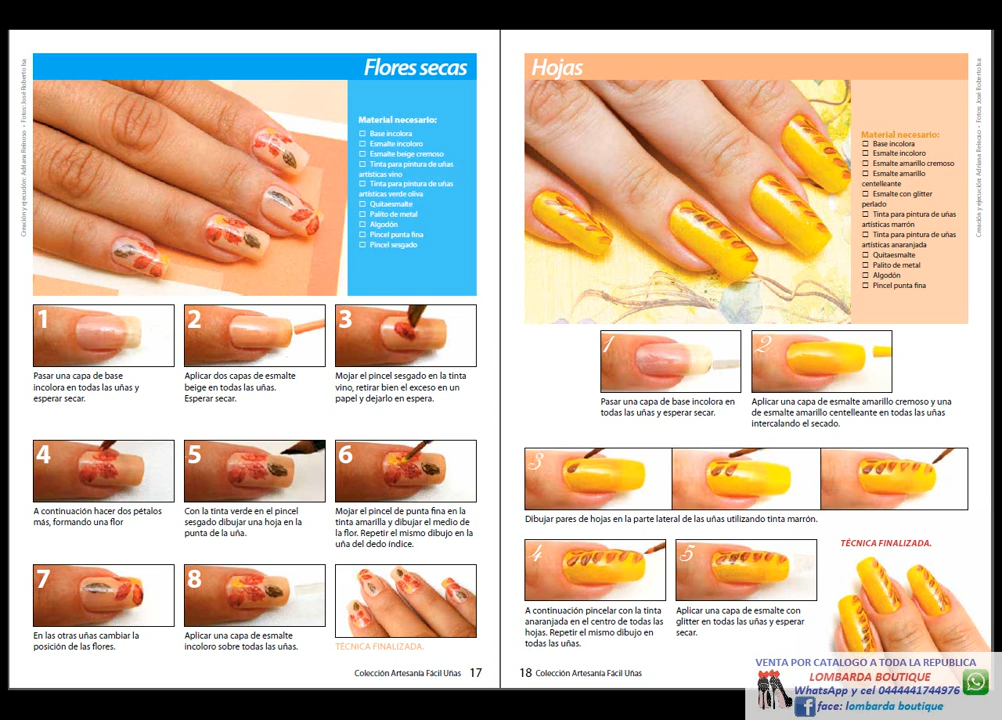 Flores secas
Creación y ejecución: Adriana Reinoso • Fotos: José Roberto Isa
Material necesario:
Base incolora
Esmalte incoloro
Esmalte beige cremoso
Tinta para pintura de uñas
artísticas vino
Tinta para pintura de uñas
artísticas verde oliva
Quitaesmalte
Palito de metal
Algodón
Pincel punta fina
Pincel sesgado
1
Pasar una capa de base
incolora en todas las uñas y
esperar secar.
2
Aplicar dos capas de esmalte
beige en todas las uñas.
Esperar secar.
3
Mojar el pincel sesgado en la tinta
vino, retirar bien el exceso en un
papel y dejarlo en espera.
4
A continuación hacer dos pétalos
más, formando una flor
5
Con la tinta verde en el pincel
sesgado dibujar una hoja en la
punta de la uña.
6
Mojar el pincel de punta fina en la
tinta amarilla y dibujar el medio de
la flor. Repetir el mismo dibujo en la
uña del dedo índice.
7
En las otras uñas cambiar la
posición de las flores.
8
Aplicar una capa de esmalte
incoloro sobre todas las uñas.
TÉCNICA FINALIZADA.
Colección Artesanía Fácil Uñas 17
Hojas
Creación y ejecución: Adriana Reinoso • Fotos: José Roberto Isa
Material necesario:
Base incolora
Esmalte incoloro
Esmalte amarillo cremoso
Esmalte amarillo
centelleante
Esmalte con glitter
perlado
Tinta para pintura de uñas
artísticas marrón
Tinta para pintura de uñas
artísticas anaranjada
Quitaesmalte
Palito de metal
Algodón
Pincel punta fina
1
Pasar una capa de base incolora en
todas las uñas y esperar secar.
2
Aplicar una capa de esmalte amarillo cremoso y una
de esmalte amarillo centelleante en todas las uñas
intercalando el secado.
3
Dibujar pares de hojas en la parte lateral de las uñas utilizando tinta marrón.
4
A continuación pincelar con la tinta
anaranjada en el centro de todas las
hojas. Repetir el mismo dibujo en
todas las uñas.
5
Aplicar una capa de esmalte con
glitter en todas las uñas y esperar
secar.
TÉCNICA FINALIZADA.
18 Colección Artesanía Fácil Uñas
VENTA POR CATALOGO A TODA LA REPUBLICA
LOMBARDA BOUTIQUE
WhatsApp y cel 0444441744976
face: lombarda boutique